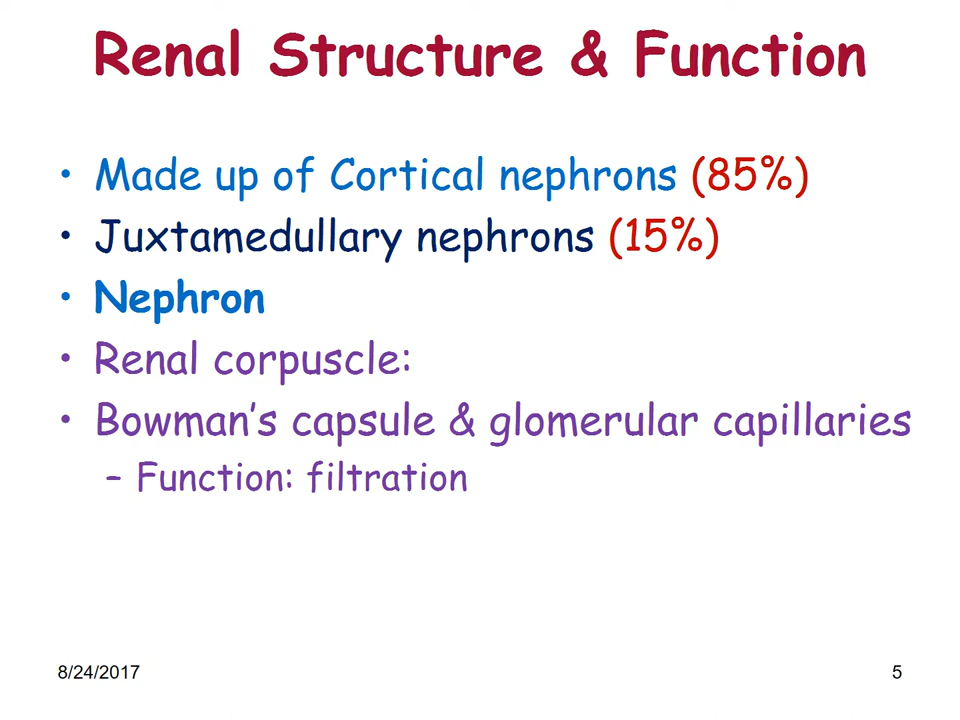 Renal Structure & Function
• Made up of Cortical nephrons (85%)
• Juxtamedullary nephrons (15%)
• Nephron
• Renal corpuscle:
• Bowman’s capsule & glomerular capillaries
– Function: filtration
8/24/2017
5